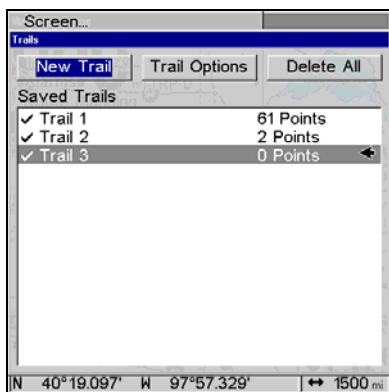 Screen...
Trails
New Trail Trail Options Delete All
Saved Trails
✓ Trail 1 61 Points
✓ Trail 2 2 Points
✓ Trail 3 0 Points
N 40°19.097' W 97°57.329' ↔ 1500 mi